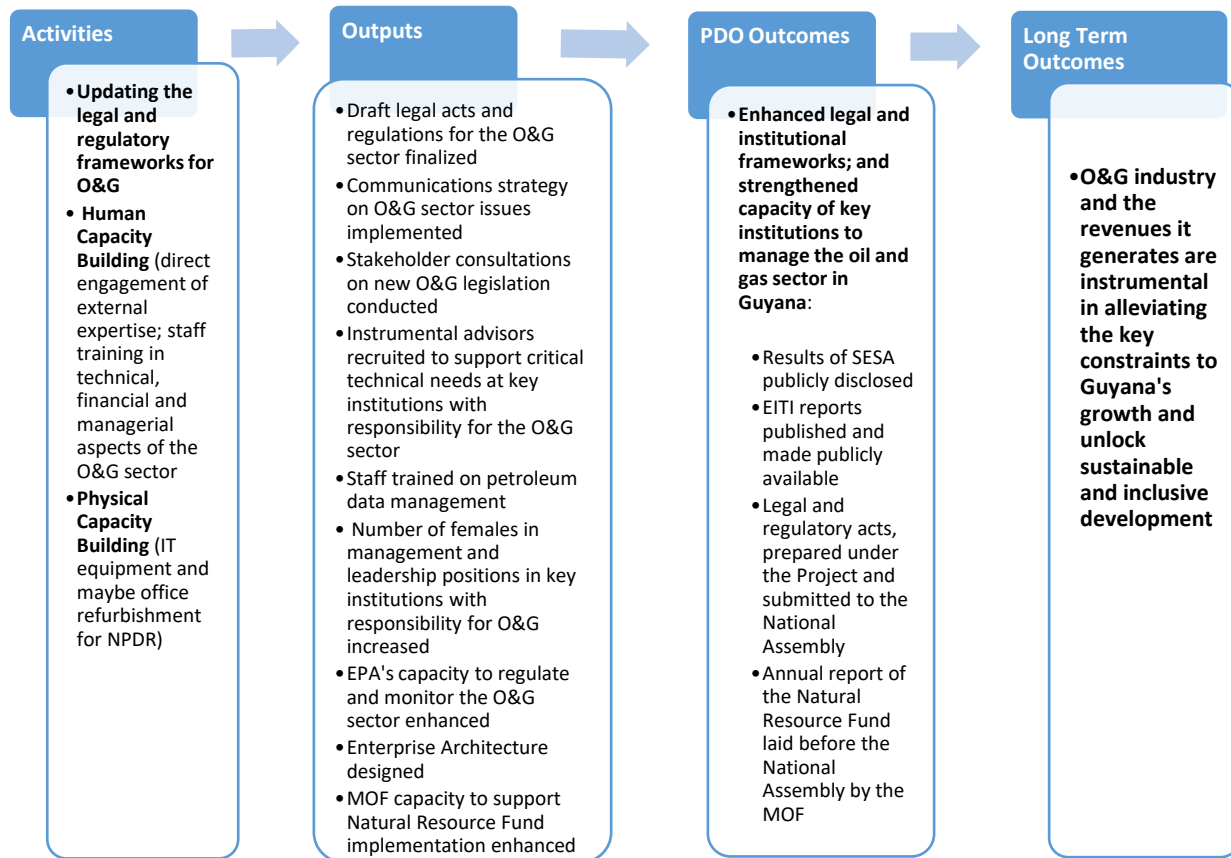 Activities
•Updating the
legal and
regulatory
frameworks for
O&G
• Human
Capacity
Building (direct
engagement of
external
expertise; staff
training in
technical,
financial and
managerial
aspects of the
O&G sector
•Physical
Capacity
Building (IT
equipment and
maybe office
refurbishment
for NPDR)
Outputs
•Draft legal acts and
regulations for the O&G
sector finalized
•Communications strategy
on O&G sector issues
implemented
•Stakeholder consultations
on new O&G legislation
conducted
•Instrumental advisors
recruited to support critical
technical needs at key
institutions with
responsibility for the O&G
sector
•Staff trained on petroleum
data management
• Number of females in
management and
leadership positions in key
institutions with
responsibility for O&G
increased
•EPA's capacity to regulate
and monitor the O&G
sector enhanced
•Enterprise Architecture
designed
•MOF capacity to support
Natural Resource Fund
implementation enhanced
PDO Outcomes
•Enhanced legal and
institutional
frameworks; and
strengthened
capacity of key
institutions to
manage the oil and
gas sector in
Guyana:
•Results of SESA
publicly disclosed
•EITI reports
published and
made publicly
available
•Legal and
regulatory acts,
prepared under
the Project and
submitted to the
National
Assembly
•Annual report of
the Natural
Resource Fund
laid before the
National
Assembly by the
MOF
Long Term
Outcomes
•O&G industry
and the
revenues it
generates are
instrumental
in alleviating
the key
constraints to
Guyana's
growth and
unlock
sustainable
and inclusive
development